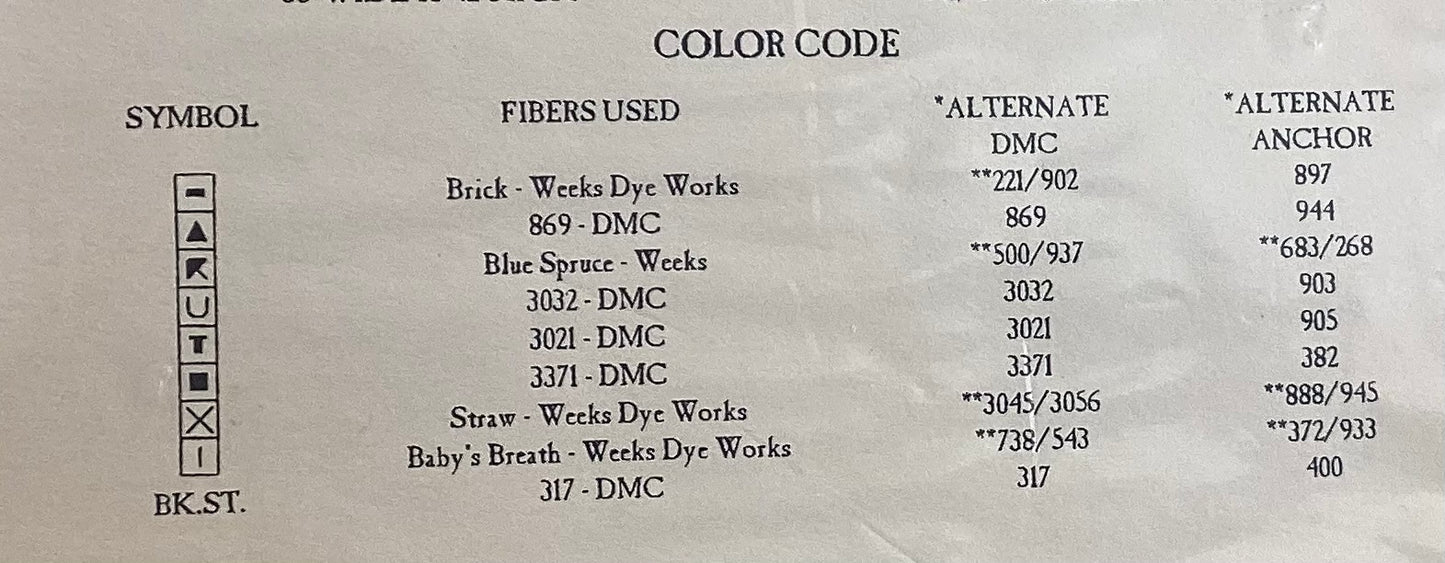 COLOR CODE
SYMBOL FIBERS USED *ALTERNATE DMC *ALTERNATE ANCHOR
Brick - Weeks Dye Works **221/902 897
869 - DMC 869 944
Blue Spruce - Weeks **500/937 **683/268
U 3032 - DMC 3032 903
T 3021 - DMC 3021 905
3371 - DMC 3371 382
X Straw - Weeks Dye Works **3045/3056 **888/945
I Baby's Breath - Weeks Dye Works **738/543 **372/933
BK.ST. 317 - DMC 317 400